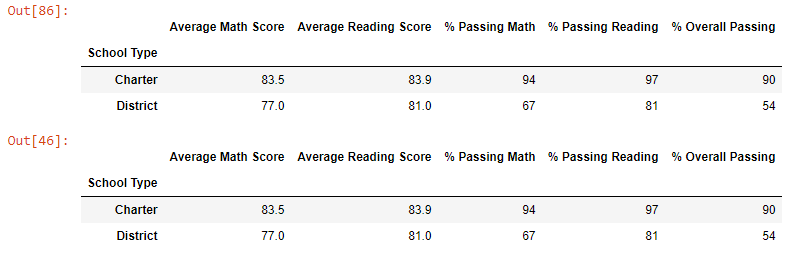 Out[86]:
Average Math Score Average Reading Score % Passing Math % Passing Reading % Overall Passing
School Type
Charter 83.5 83.9 94 97 90
District 77.0 81.0 67 81 54
Out[46]:
Average Math Score Average Reading Score % Passing Math % Passing Reading % Overall Passing
School Type
Charter 83.5 83.9 94 97 90
District 77.0 81.0 67 81 54